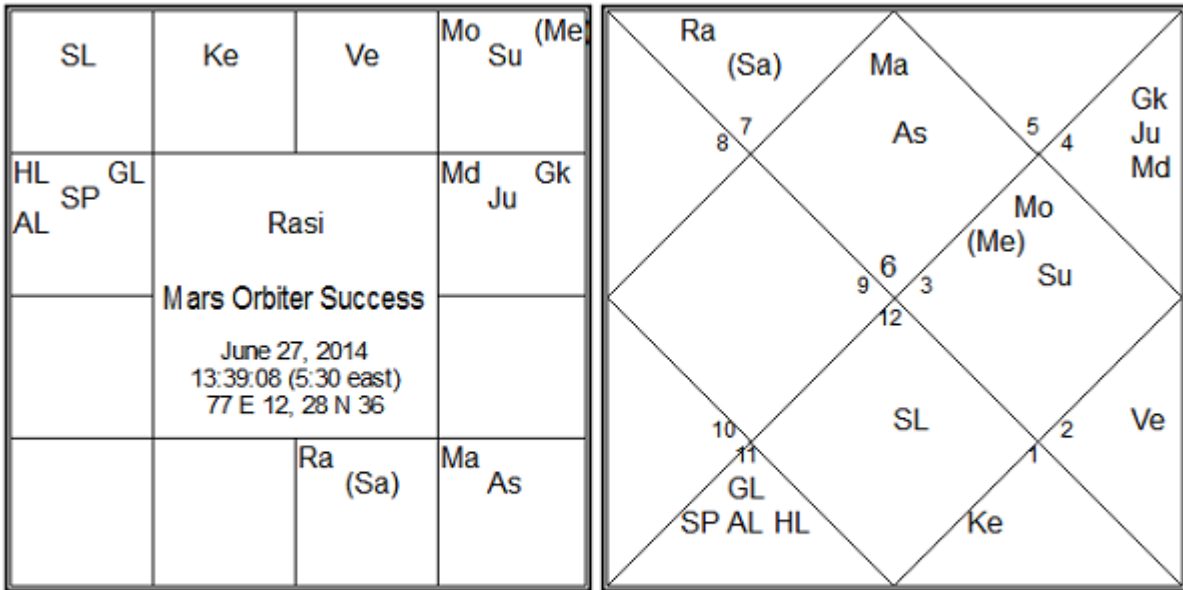 SL
Ke
Ve
Mo (Me)
Su
HL GL
SP
AL
Rasi
Md Gk
Ju
Mars Orbiter Success
June 27, 2014
13:39:08 (5:30 east)
77 E 12, 28 N 36
Ra
(Sa)
Ma
As
Ra
(Sa)
Ma
As
Gk
Ju
Md
7
8
5
4
Mo
(Me)
Su
6
9
3
12
SL
Ve
10
11
2
1
GL
SP AL HL
Ke